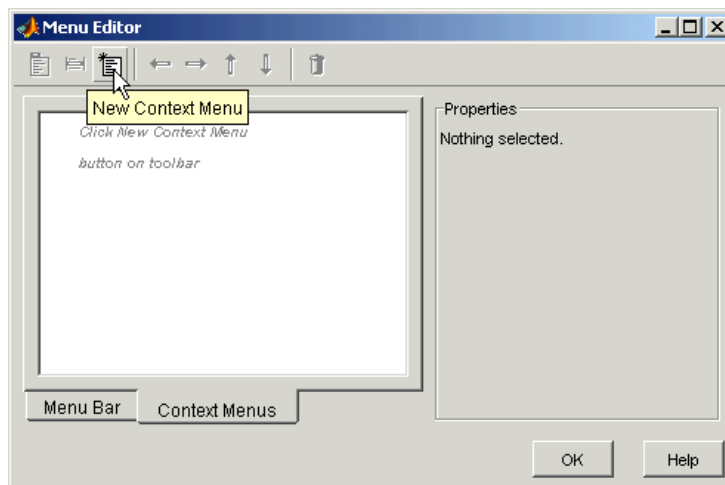 Menu Editor
New Context Menu
Click New Context Menu
button on toolbar
Properties
Nothing selected.
Menu Bar
Context Menus
OK
Help